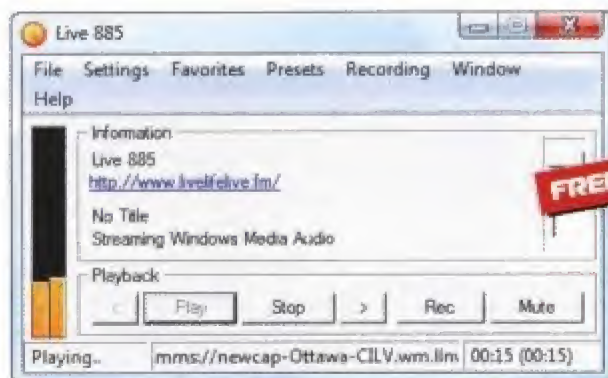 Live 885
File Settings Favorites Presets Recording Window
Help
Information
Live 885
http://www.livelifelive.fm/
No Title
Streaming Windows Media Audio
FREE
Playback
< Play Stop > Rec Mute
Playing.. mms://newcap-Ottawa-CILV.wm.llm 00:15 (00:15)